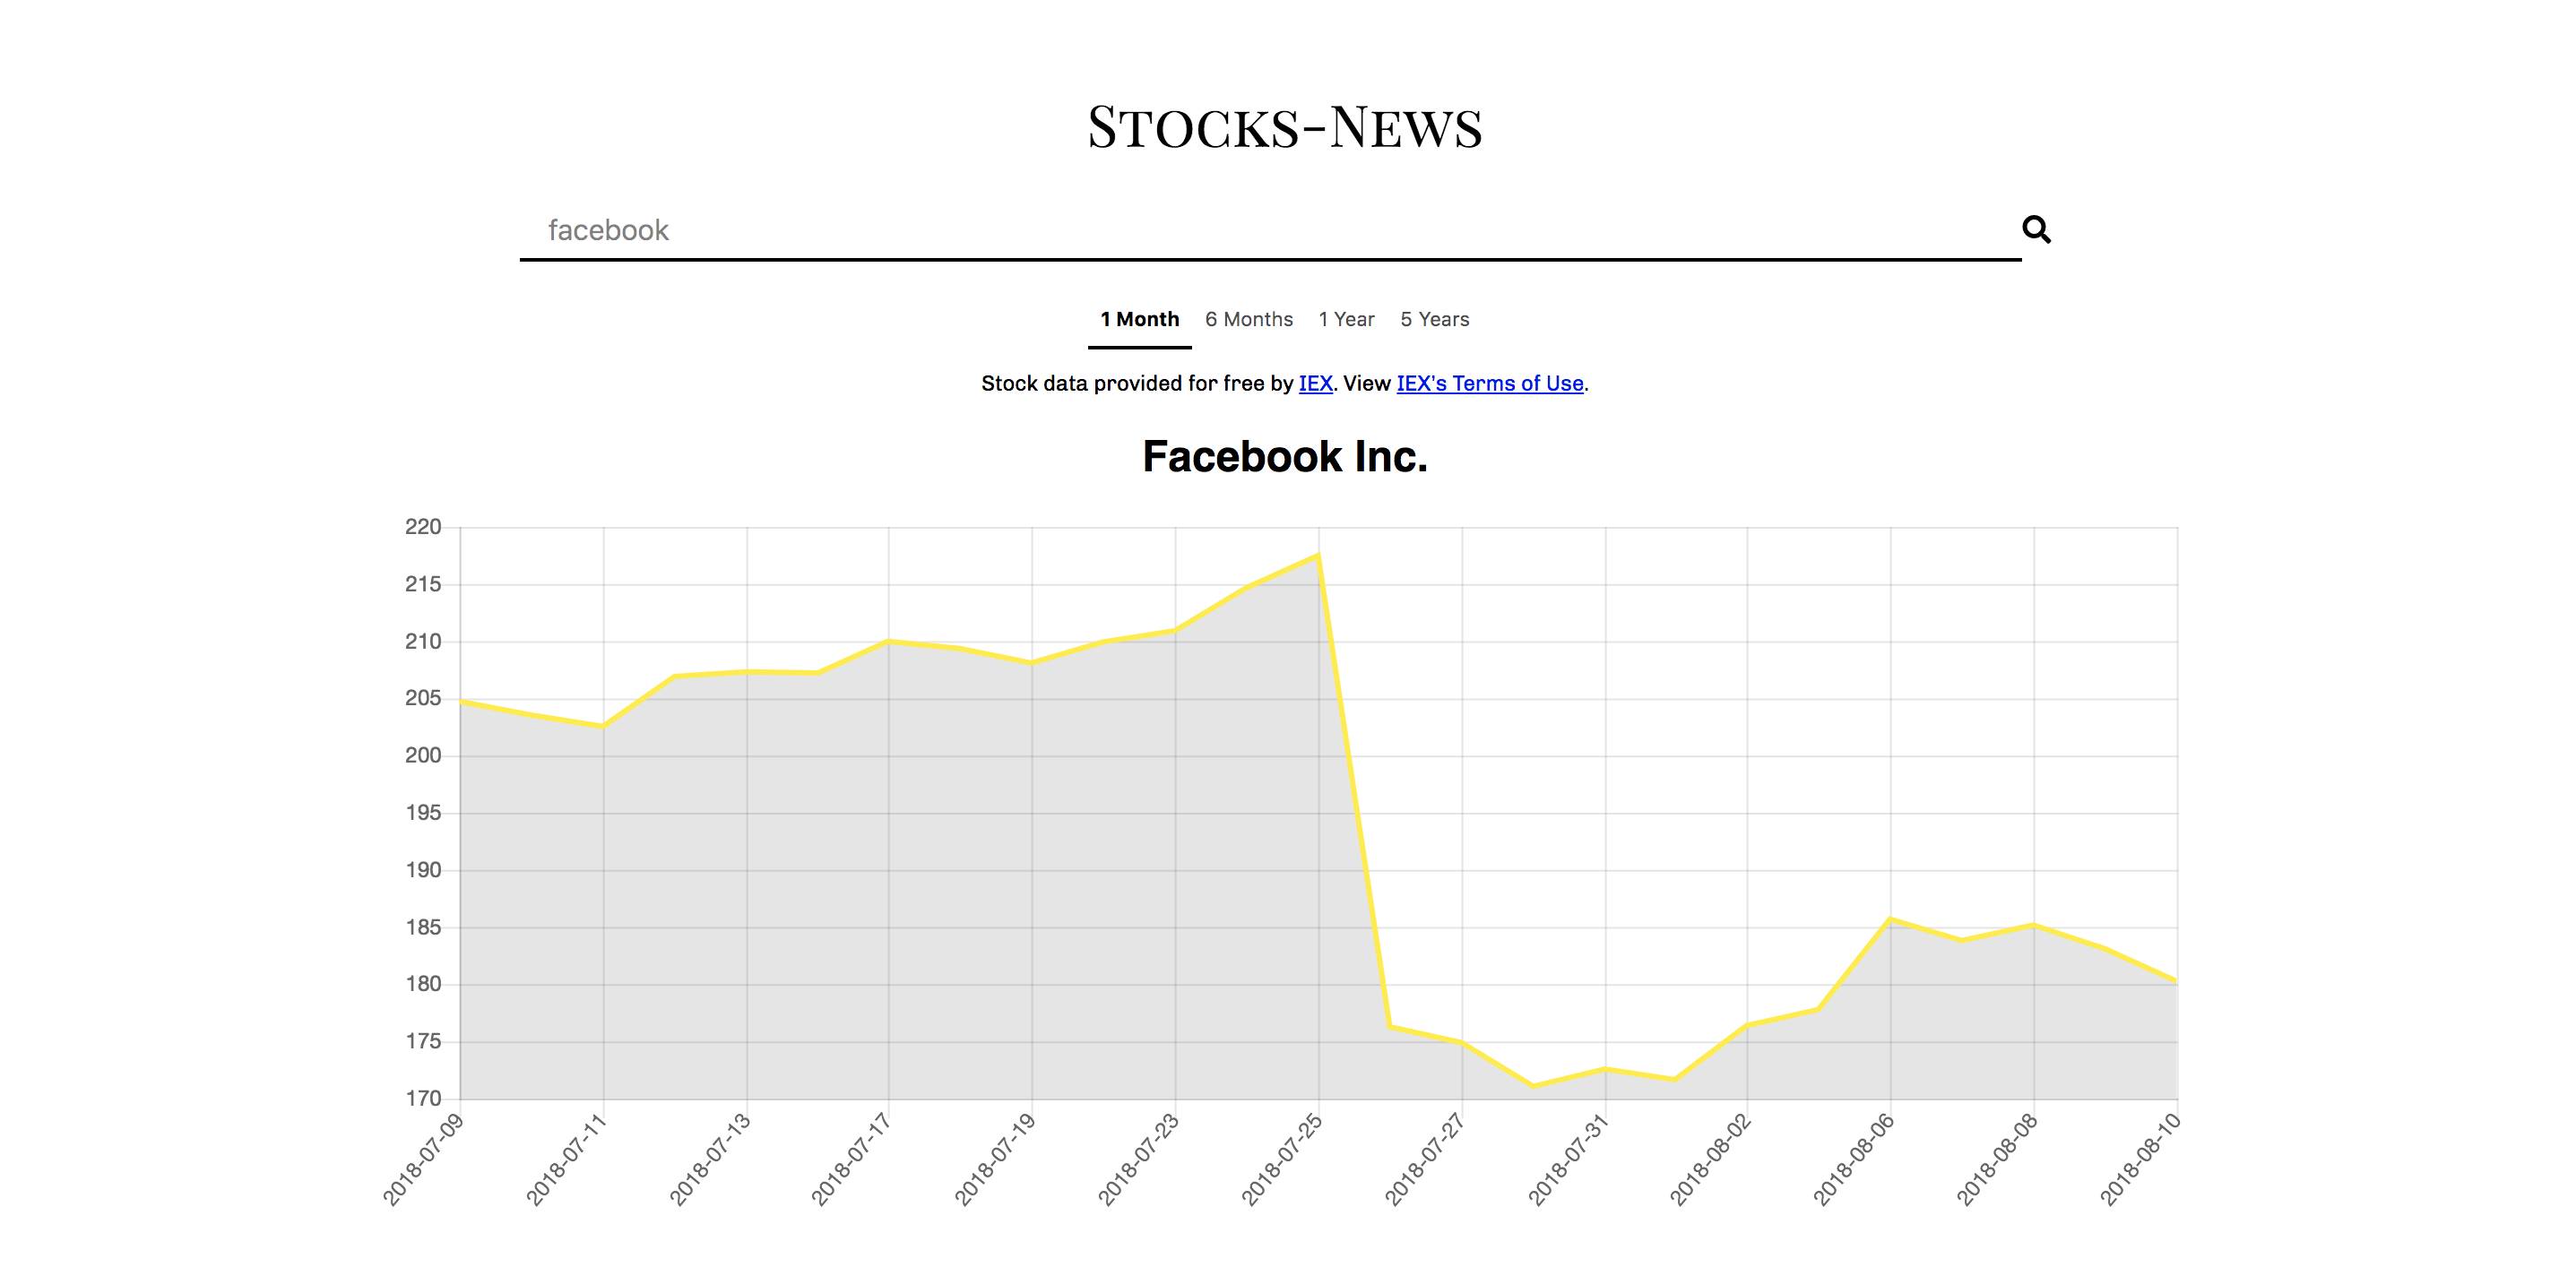 Stocks-News
facebook
1 Month 6 Months 1 Year 5 Years
Stock data provided for free by IEX. View IEX's Terms of Use.
Facebook Inc.
220
215
210
205
200
195
190
185
180
175
170
2018-07-09 2018-07-11 2018-07-13 2018-07-17 2018-07-19 2018-07-23 2018-07-25 2018-07-27 2018-07-31 2018-08-02 2018-08-06 2018-08-08 2018-08-10